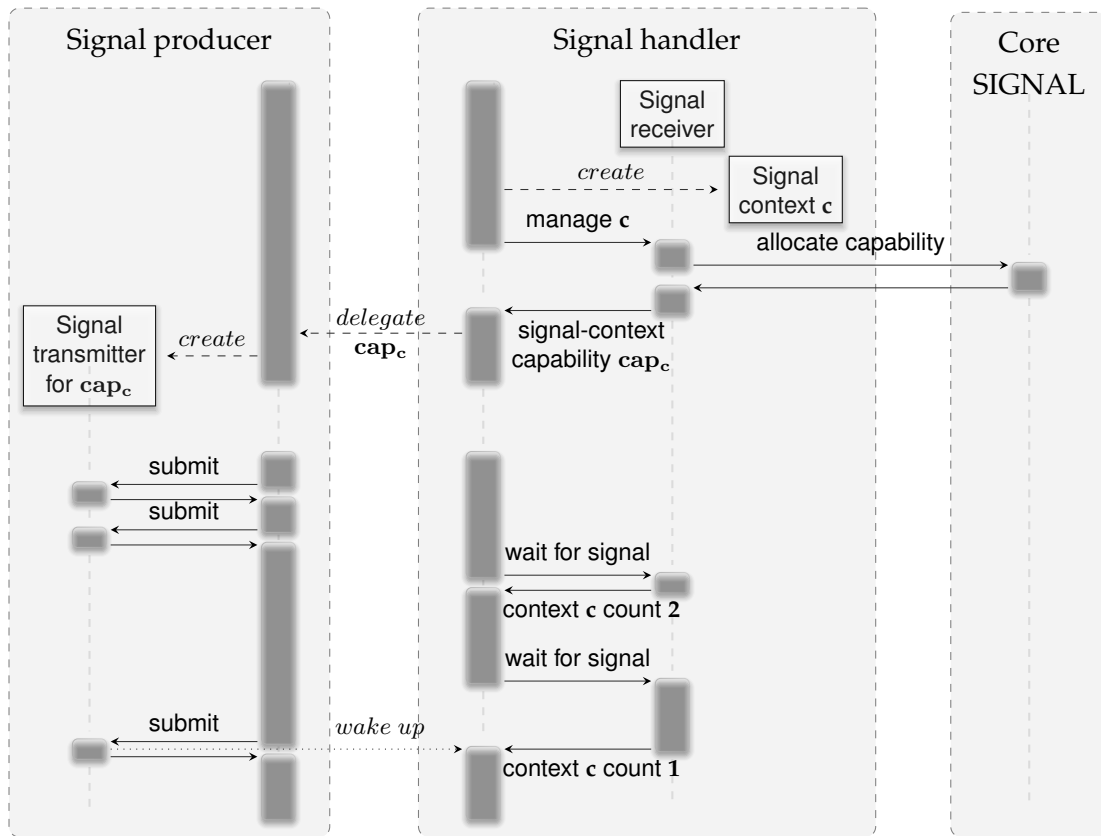 Signal producer
Signal handler
Core
SIGNAL
Signal
receiver
create
Signal
context c
manage c
allocate capability
delegate
cap_c
signal-context
capability cap_c
create
Signal
transmitter
for cap_c
submit
submit
wait for signal
context c count 2
wait for signal
submit
wake up
context c count 1